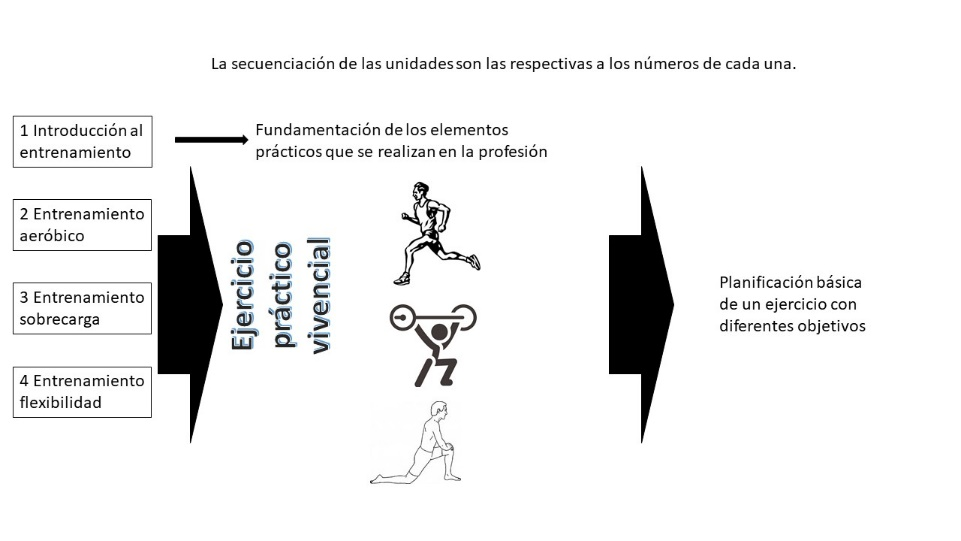 La secuenciación de las unidades son las respectivas a los números de cada una.
1 Introducción al
entrenamiento
Fundamentación de los elementos
prácticos que se realizan en la profesión
2 Entrenamiento
aeróbico
3 Entrenamiento
sobrecarga
4 Entrenamiento
flexibilidad
Ejercicio
práctico
vivencial
Planificación básica
de un ejercicio con
diferentes objetivos